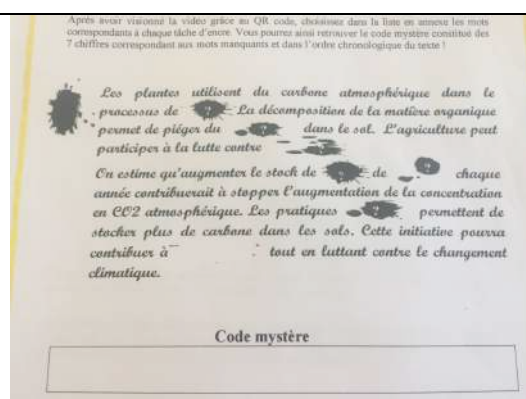 Après avoir visionné la vidéo grâce au QR code, choisissez dans la liste en annexe les mots
correspondants à chaque tâche d'encre. Vous pourrez ainsi retrouver le code mystère constitué des
7 chiffres correspondant aux mots manquants et dans l'ordre chronologique du texte !
Les plantes utilisent du carbone atmosphérique dans le
processus de ? La décomposition de la matière organique
permet de piéger du ? dans le sol. L'agriculture peut
participer à la lutte contre
On estime qu'augmenter le stock de ? de ? chaque
année contribuerait à stopper l'augmentation de la concentration
en CO2 atmosphérique. Les pratiques ? permettent de
stocker plus de carbone dans les sols. Cette initiative pourra
contribuer à tout en luttant contre le changement
climatique.
Code mystère